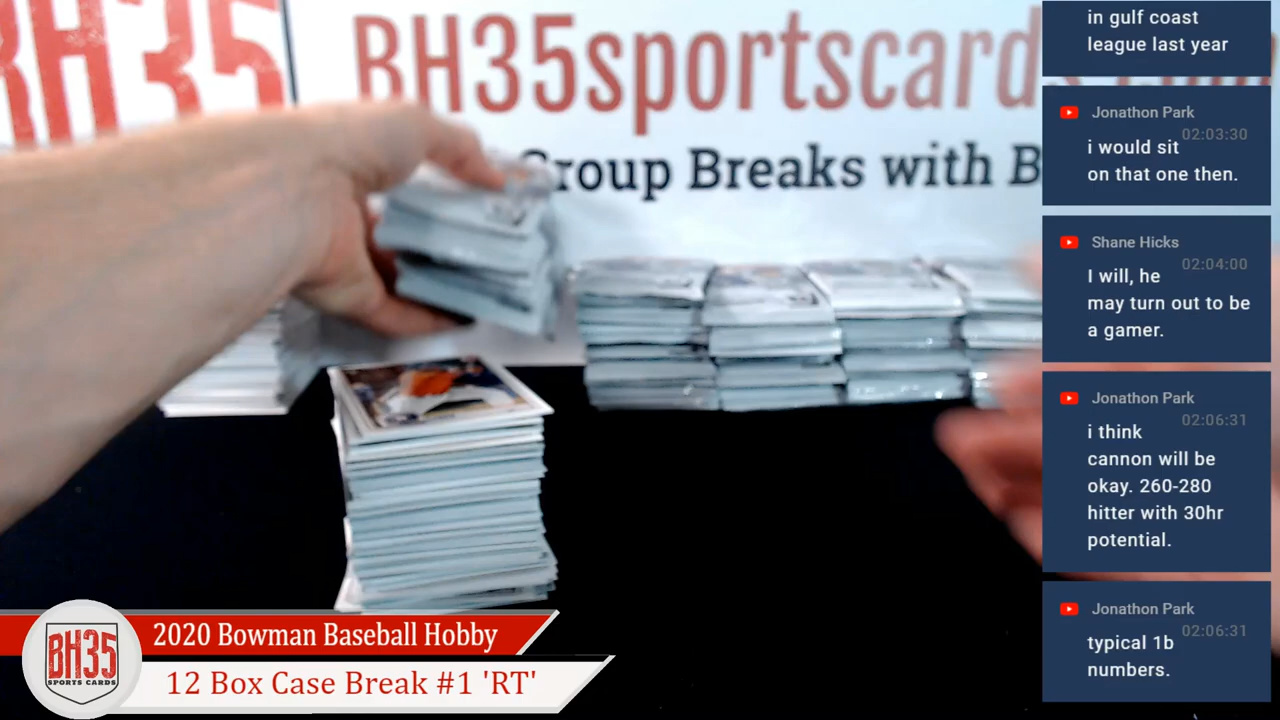 BH35
BH35sportscards
Group Breaks with B
in gulf coast
league last year
Jonathon Park
02:03:30
i would sit
on that one then.
Shane Hicks
02:04:00
I will, he
may turn out to be
a gamer.
Jonathon Park
02:06:31
i think
cannon will be
okay. 260-280
hitter with 30hr
potential.
Jonathon Park
02:06:31
typical 1b
numbers.
BH35
SPORTS CARDS
2020 Bowman Baseball Hobby
12 Box Case Break #1 'RT'